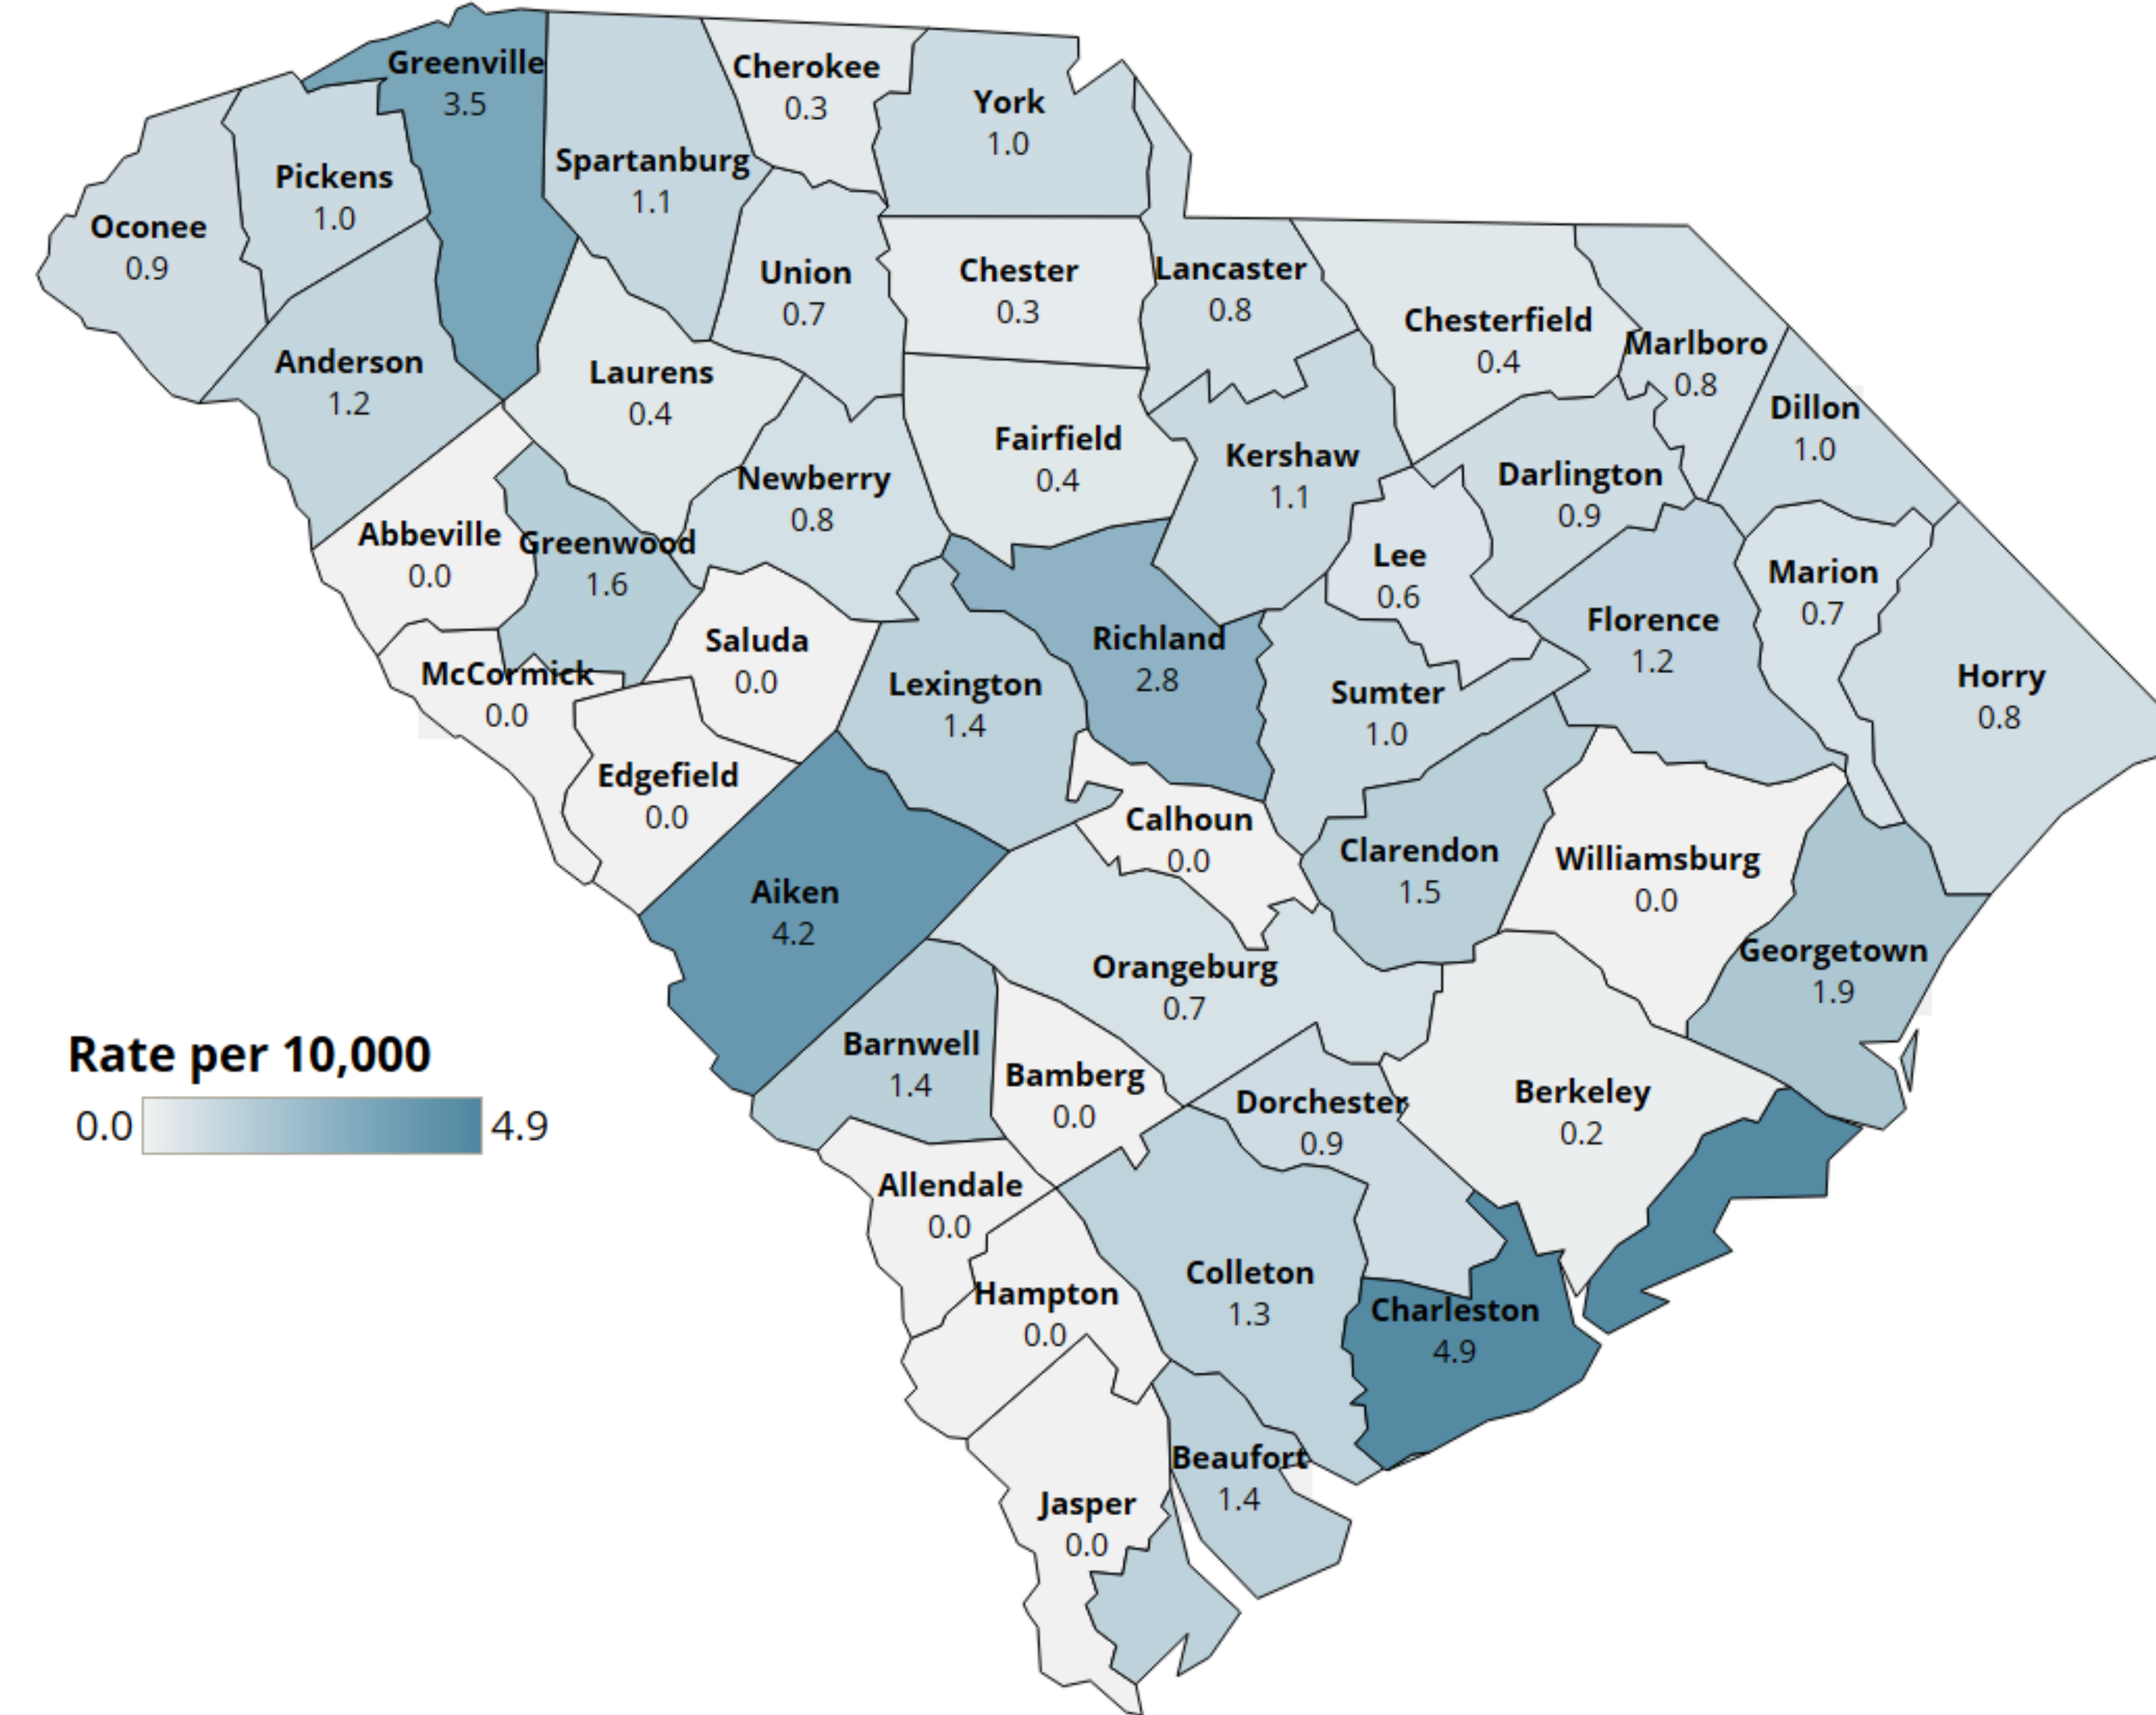 Greenville
3.5
Cherokee
0.3
York
1.0
Spartanburg
1.1
Pickens
1.0
Oconee
0.9
Union
0.7
Chester
0.3
Lancaster
0.8
Chesterfield
0.4
Marlboro
0.8
Anderson
1.2
Laurens
0.4
Dillon
1.0
Fairfield
0.4
Kershaw
1.1
Darlington
0.9
Newberry
0.8
Abbeville
0.0
Greenwood
1.6
Lee
0.6
Marion
0.7
Florence
1.2
Richland
2.8
Saluda
0.0
McCormick
0.0
Lexington
1.4
Sumter
1.0
Horry
0.8
Edgefield
0.0
Calhoun
0.0
Clarendon
1.5
Williamsburg
0.0
Aiken
4.2
Georgetown
1.9
Orangeburg
0.7
Barnwell
1.4
Rate per 10,000
0.0
4.9
Bamberg
0.0
Dorchester
0.9
Berkeley
0.2
Allendale
0.0
Colleton
1.3
Hampton
0.0
Charleston
4.9
Beaufort
1.4
Jasper
0.0